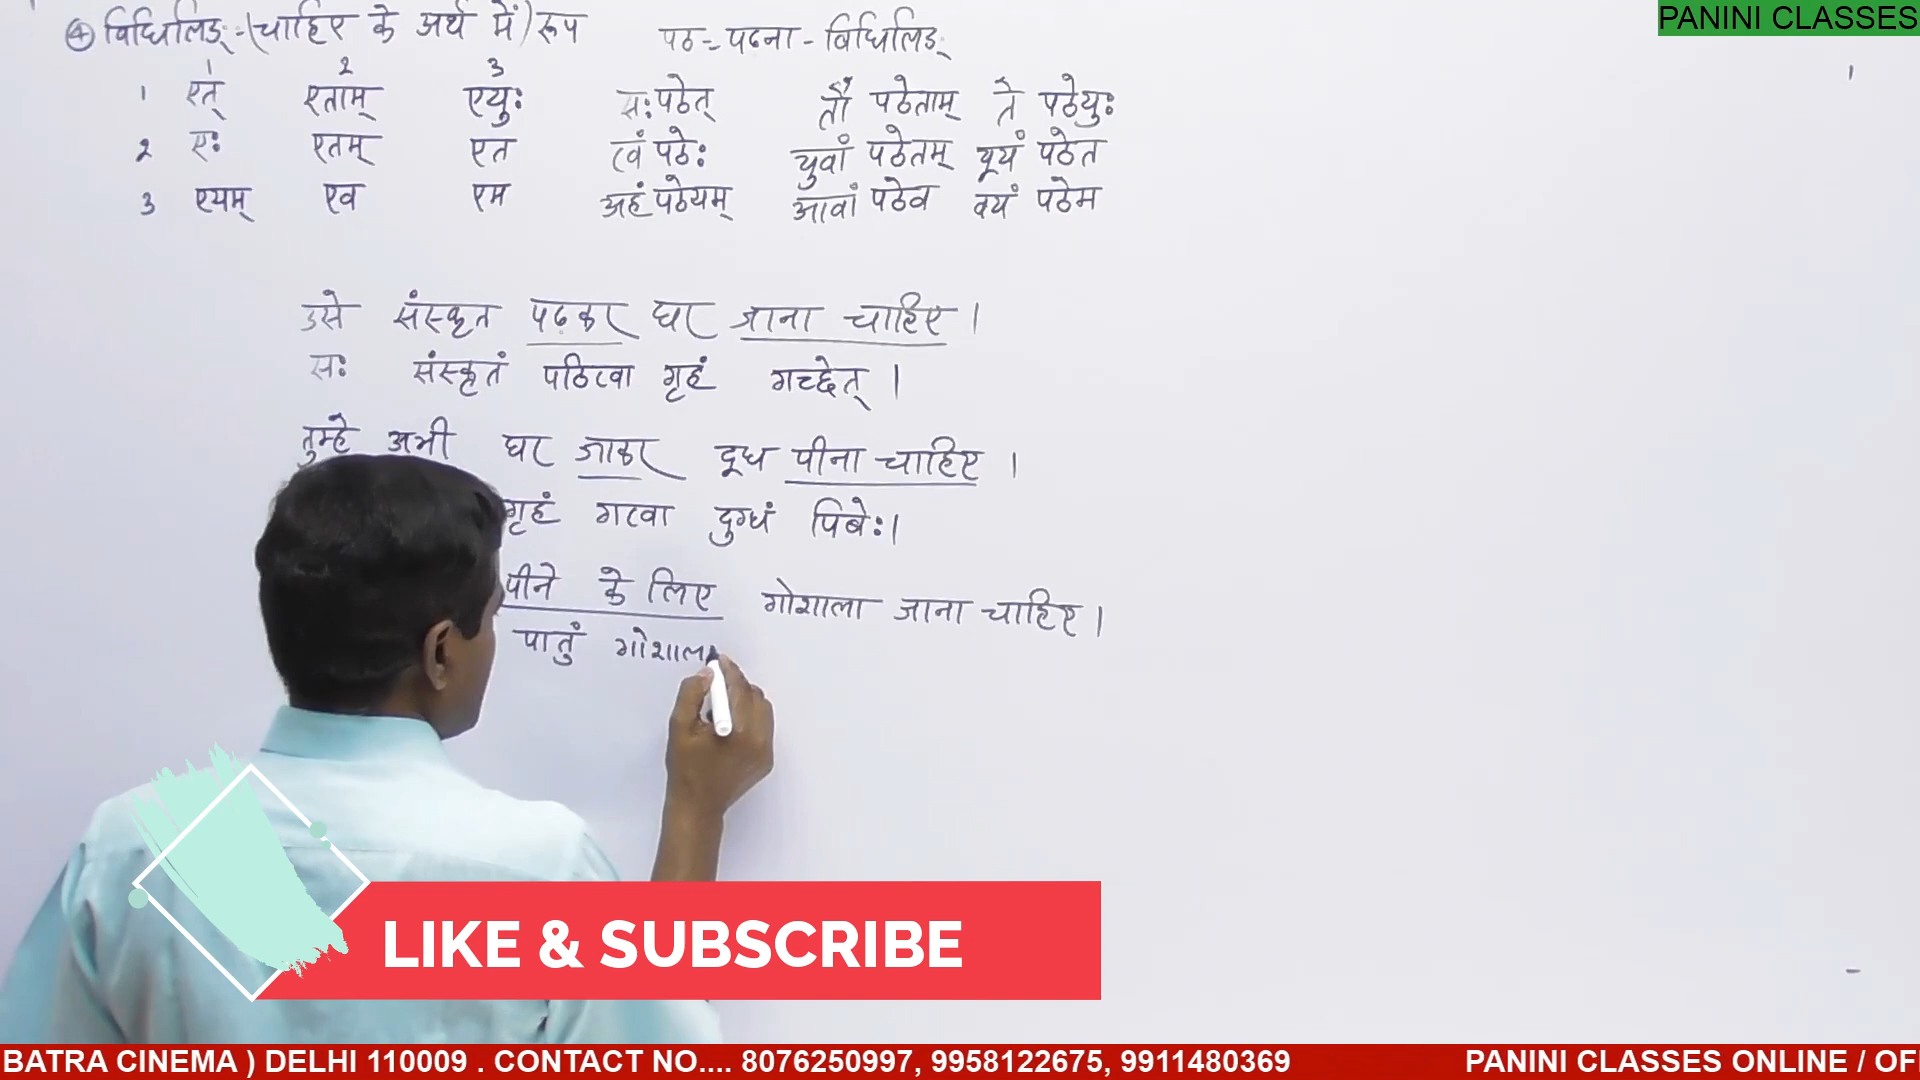 PANINI CLASSES
④ विधिलिङ् - (चाहिए के अर्थ में) रूप पठ = पढना - विधिलिङ्
1 2 3
1 एत् एताम् एयुः सः पठेत् तौ पठेताम् ते पठेयुः
2 एः एतम् एत त्वं पठेः युवां पठेतम् यूयं पठेत
3 एयम् एव एम अहं पठेयम् आवां पठेव वयं पठेम
उसे संस्कृत पढ़कर घर जाना चाहिए ।
सः संस्कृतं पठित्वा गृहं गच्छेत् ।
तुम्हे अभी घर जाकर दूध पीना चाहिए ।
गृहं गत्वा दुग्धं पिबेः।
पीने के लिए गोशाला जाना चाहिए ।
पातुं गोशाल
LIKE & SUBSCRIBE
BATRA CINEMA ) DELHI 110009 . CONTACT NO.... 8076250997, 9958122675, 9911480369 PANINI CLASSES ONLINE / OF